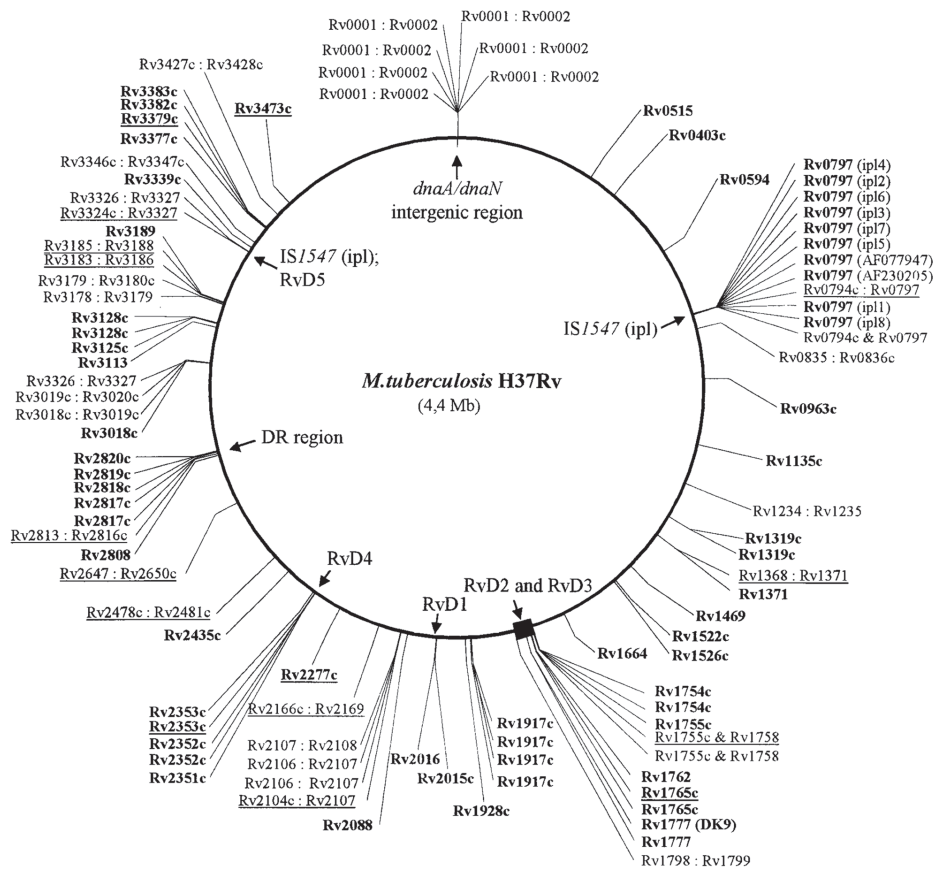 Rv0001 : Rv0002
Rv0001 : Rv0002
Rv0001 : Rv0002
Rv0001 : Rv0002
Rv0001 : Rv0002
Rv0001 : Rv0002
Rv0001 : Rv0002
Rv3427c : Rv3428c
Rv3383c
Rv3382c
Rv3379c
Rv3377c
Rv3473c
Rv3346c : Rv3347c
Rv3339c
Rv3326 : Rv3327
Rv3324c : Rv3327
Rv3189
Rv3185 : Rv3188
Rv3183 : Rv3186
Rv3179 : Rv3180c
Rv3178 : Rv3179
Rv3128c
Rv3128c
Rv3125c
Rv3113
Rv3326 : Rv3327
Rv3019c : Rv3020c
Rv3018c : Rv3019c
Rv3018c
Rv2820c
Rv2819c
Rv2818c
Rv2817c
Rv2817c
Rv2813 : Rv2816c
Rv2808
Rv2647 : Rv2650c
Rv2478c : Rv2481c
Rv2435c
Rv2353c
Rv2353c
Rv2352c
Rv2352c
Rv2351c
Rv2277c
Rv2166c : Rv2169
Rv2107 : Rv2108
Rv2106 : Rv2107
Rv2106 : Rv2107
Rv2104c : Rv2107
Rv2088
Rv2016
Rv2015c
Rv1928c
Rv1917c
Rv1917c
Rv1917c
Rv1917c
dnaA/dnaN
intergenic region
IS1547 (ipl);
RvD5
IS1547 (ipl)
M.tuberculosis H37Rv
(4,4 Mb)
DR region
RvD4
RvD1
RvD2 and RvD3
Rv0515
Rv0403c
Rv0594
Rv0797 (ipl4)
Rv0797 (ipl2)
Rv0797 (ipl6)
Rv0797 (ipl3)
Rv0797 (ipl7)
Rv0797 (ipl5)
Rv0797 (AF077947)
Rv0797 (AF230205)
Rv0794c : Rv0797
Rv0797 (ipl1)
Rv0797 (ipl8)
Rv0794c & Rv0797
Rv0835 : Rv0836c
Rv0963c
Rv1135c
Rv1234 : Rv1235
Rv1319c
Rv1319c
Rv1368 : Rv1371
Rv1371
Rv1469
Rv1522c
Rv1526c
Rv1664
Rv1754c
Rv1754c
Rv1755c
Rv1755c & Rv1758
Rv1755c & Rv1758
Rv1762
Rv1765c
Rv1765c
Rv1777 (DK9)
Rv1777
Rv1798 : Rv1799